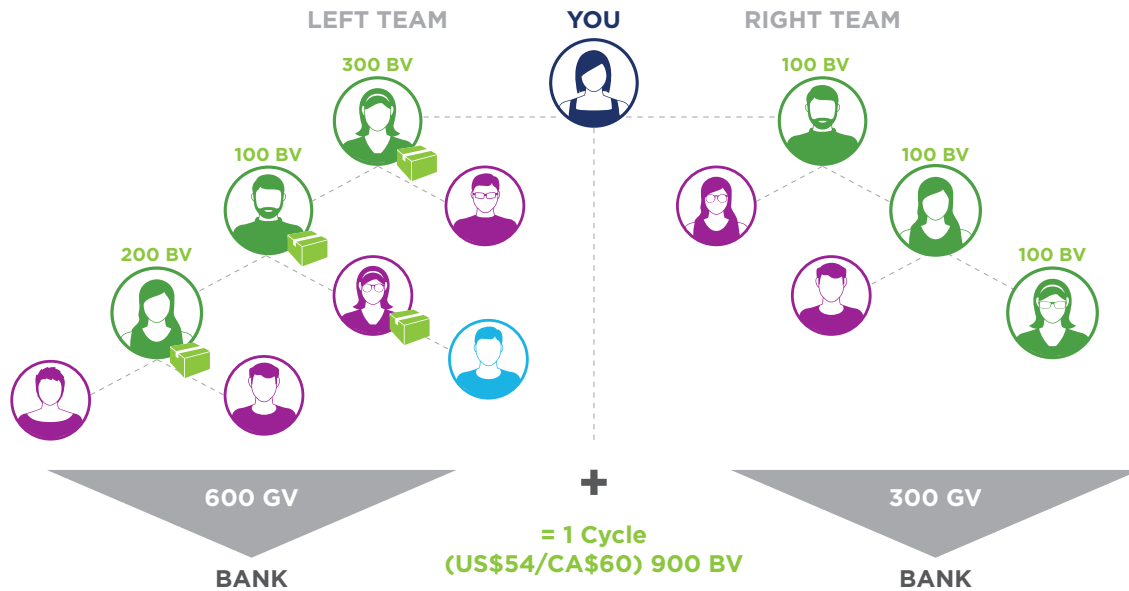 LEFT TEAM
YOU
RIGHT TEAM
300 BV
100 BV
100 BV
100 BV
200 BV
100 BV
600 GV
+
300 GV
= 1 Cycle
(US$54/CA$60) 900 BV
BANK
BANK